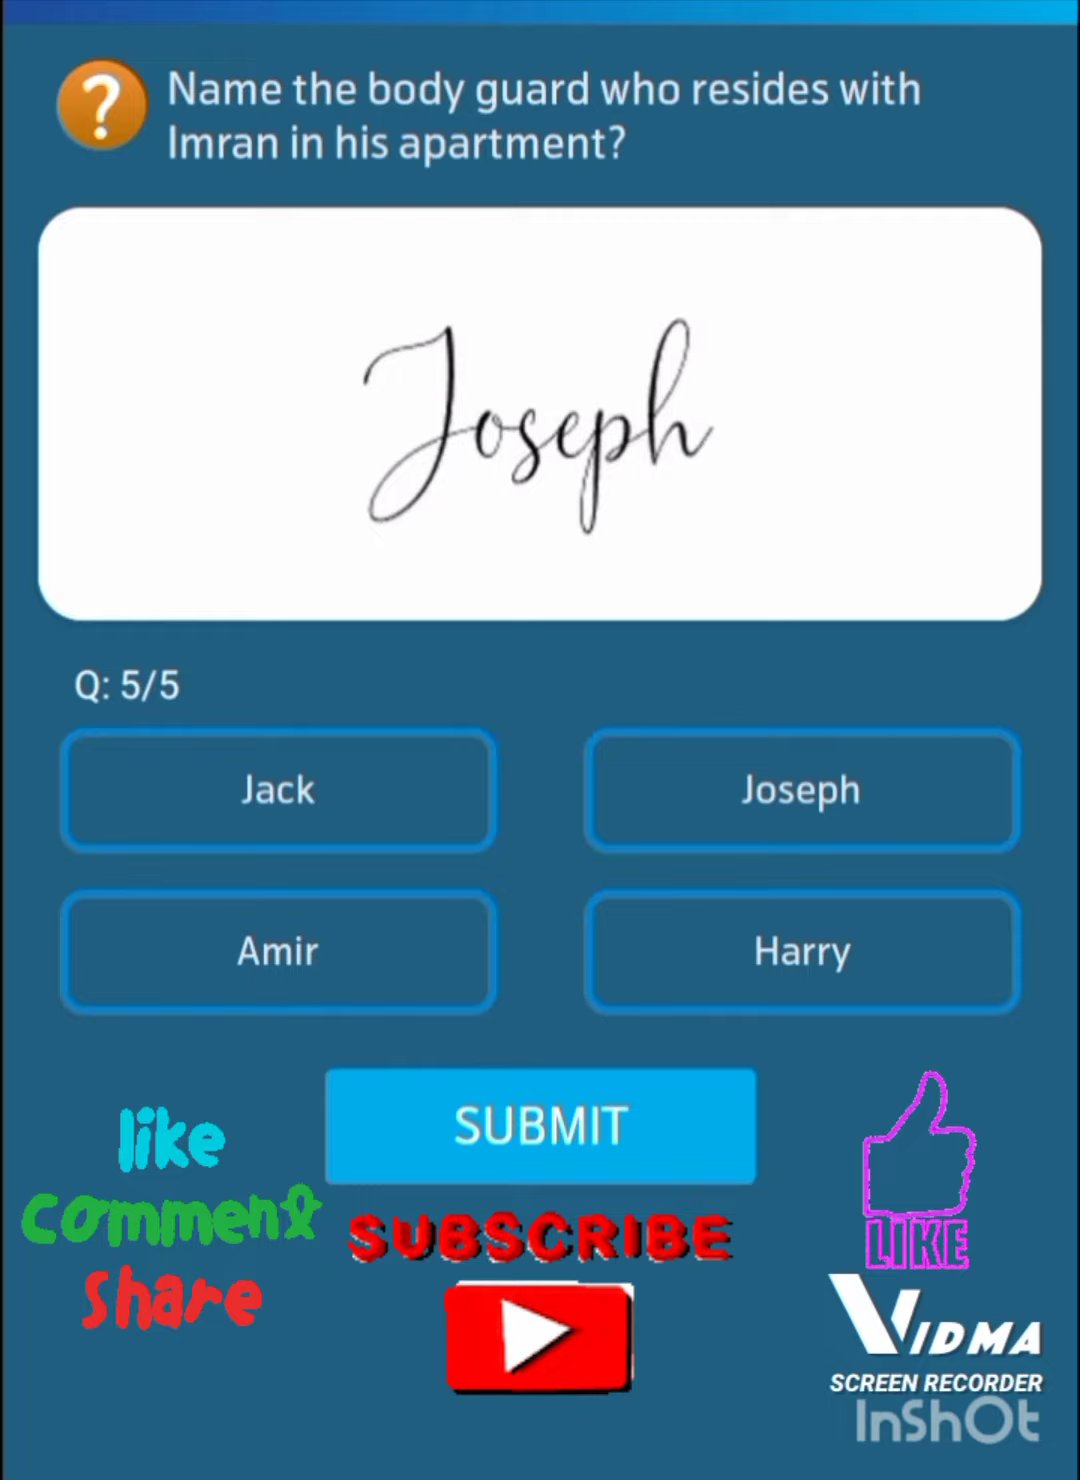 ?
Name the body guard who resides with
Imran in his apartment?
Joseph
Q: 5/5
Jack
Joseph
Amir
Harry
SUBMIT
like
comment
share
SUBSCRIBE
LIKE
VIDMA
SCREEN RECORDER
InShOt